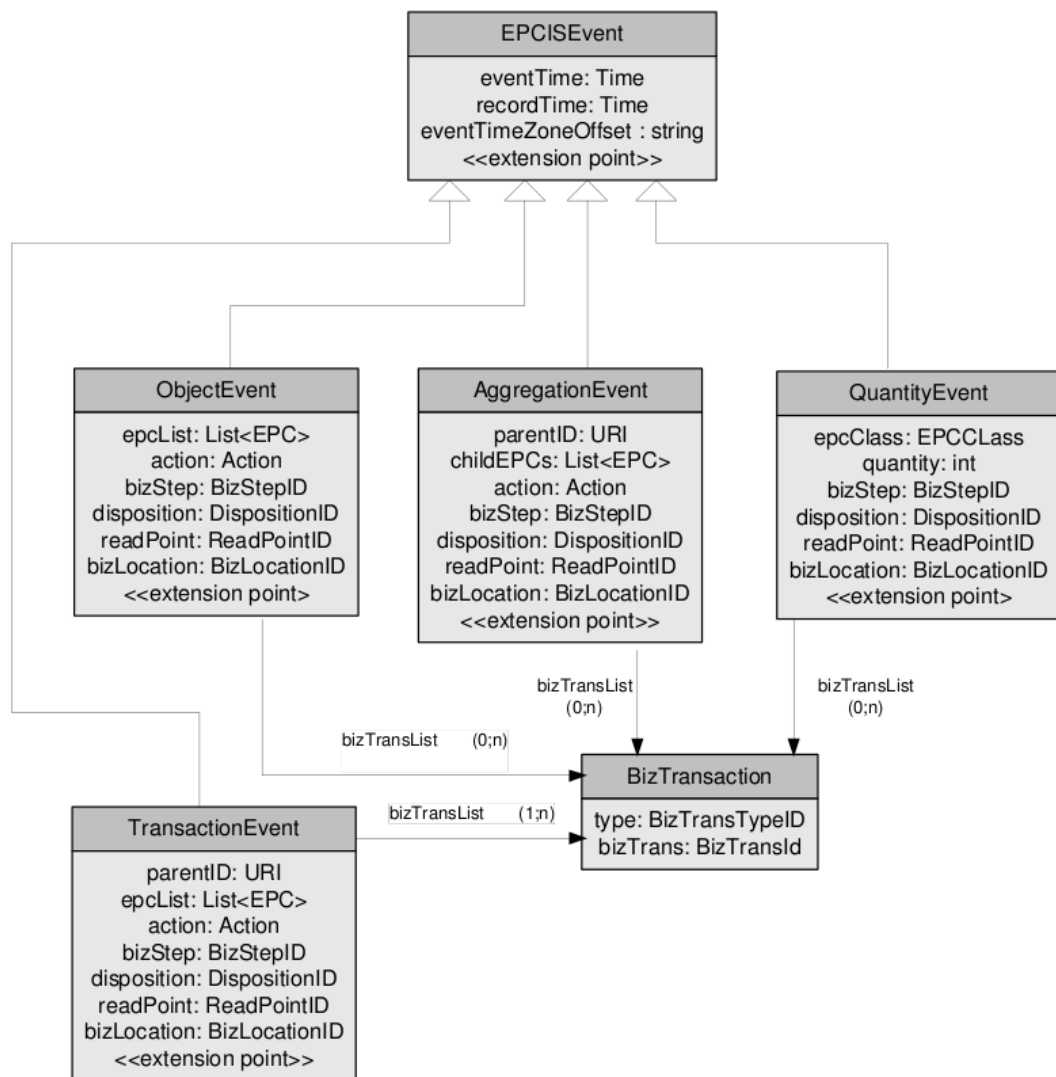 EPCISEvent
eventTime: Time
recordTime: Time
eventTimeZoneOffset : string
<<extension point>>
ObjectEvent
epcList: List<EPC>
action: Action
bizStep: BizStepID
disposition: DispositionID
readPoint: ReadPointID
bizLocation: BizLocationID
<<extension point>
AggregationEvent
parentID: URI
childEPCs: List<EPC>
action: Action
bizStep: BizStepID
disposition: DispositionID
readPoint: ReadPointID
bizLocation: BizLocationID
<<extension point>>
QuantityEvent
epcClass: EPCCLass
quantity: int
bizStep: BizStepID
disposition: DispositionID
readPoint: ReadPointID
bizLocation: BizLocationID
<<extension point>
bizTransList
(0;n)
bizTransList
(0;n)
bizTransList (0;n)
BizTransaction
type: BizTransTypeID
bizTrans: BizTransId
bizTransList (1;n)
TransactionEvent
parentID: URI
epcList: List<EPC>
action: Action
bizStep: BizStepID
disposition: DispositionID
readPoint: ReadPointID
bizLocation: BizLocationID
<<extension point>>